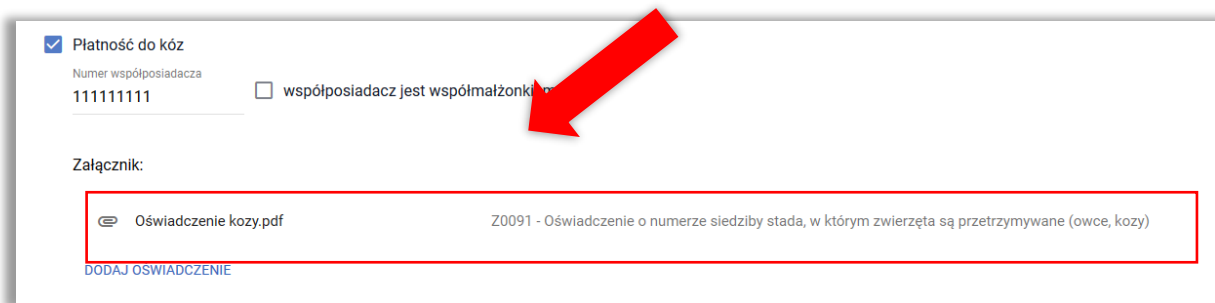 Płatność do kóz
Numer współposiadacza
111111111
współposiadacz jest współmałżonkiem
Załącznik:
Oświadczenie kozy.pdf Z0091 - Oświadczenie o numerze siedziby stada, w którym zwierzęta są przetrzymywane (owce, kozy)
DODAJ OŚWIADCZENIE